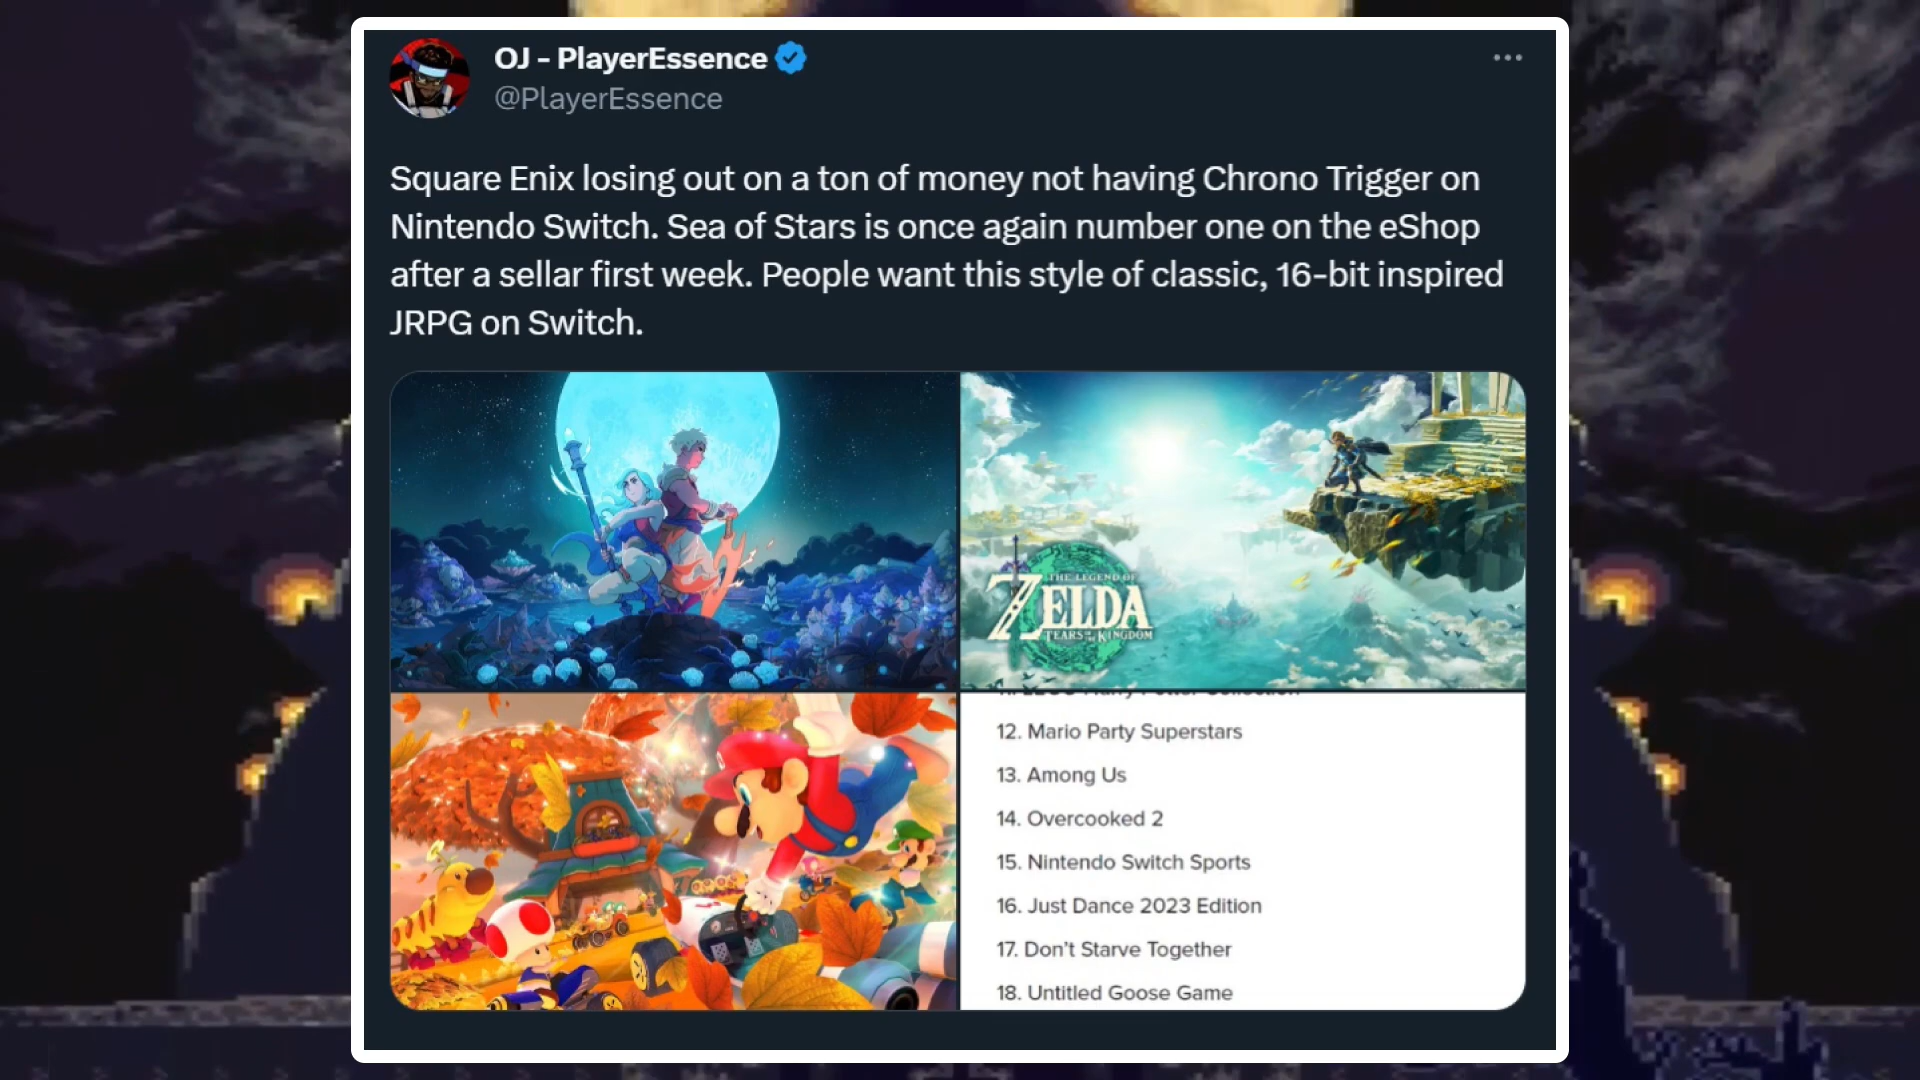 OJ - PlayerEssence
@PlayerEssence
Square Enix losing out on a ton of money not having Chrono Trigger on
Nintendo Switch. Sea of Stars is once again number one on the eShop
after a sellar first week. People want this style of classic, 16-bit inspired
JRPG on Switch.
THE LEGEND OF
ZELDA
TEARS OF THE KINGDOM
12. Mario Party Superstars
13. Among Us
14. Overcooked 2
15. Nintendo Switch Sports
16. Just Dance 2023 Edition
17. Don't Starve Together
18. Untitled Goose Game